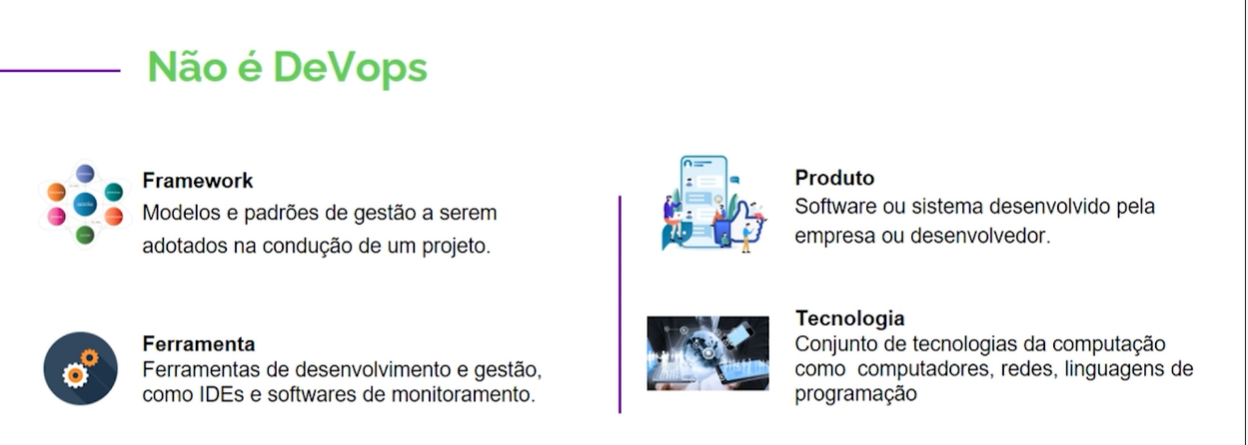 Não é DeVops
Framework
Modelos e padrões de gestão a serem
adotados na condução de um projeto.
Ferramenta
Ferramentas de desenvolvimento e gestão,
como IDEs e softwares de monitoramento.
Produto
Software ou sistema desenvolvido pela
empresa ou desenvolvedor.
Tecnologia
Conjunto de tecnologias da computação
como  computadores, redes, linguagens de
programação